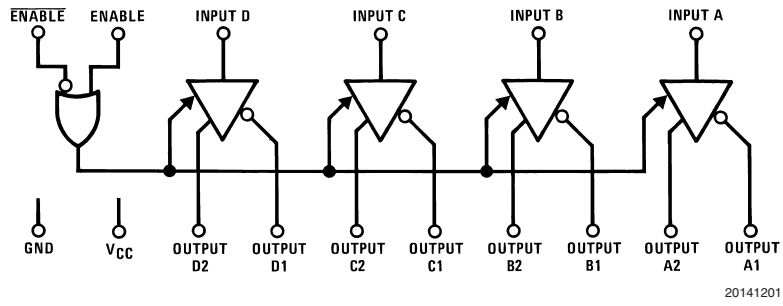 ENABLE ENABLE INPUT D INPUT C INPUT B INPUT A
GND VCC OUTPUT D2 OUTPUT D1 OUTPUT C2 OUTPUT C1 OUTPUT B2 OUTPUT B1 OUTPUT A2 OUTPUT A1
20141201